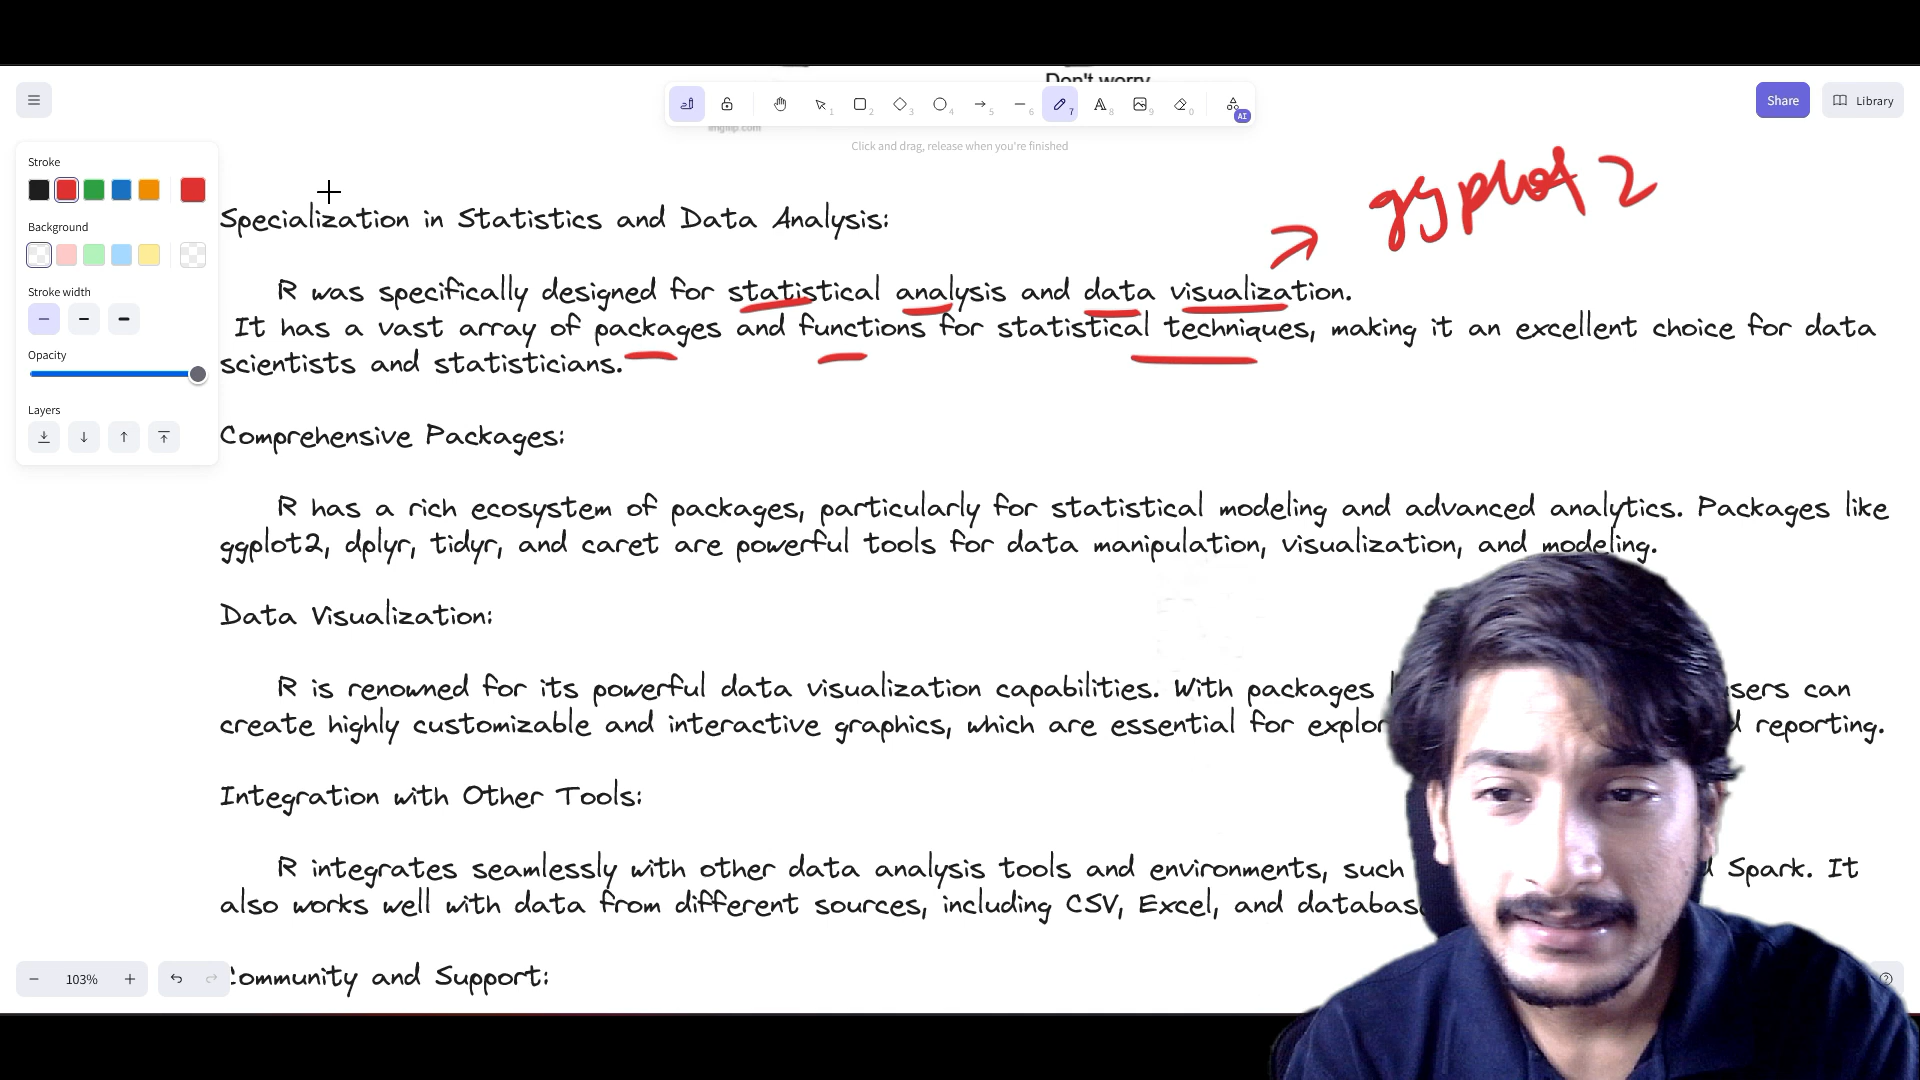 Don't worry
imgflip.com
Share
Library
Click and drag, release when you're finished
Stroke
Background
Stroke width
Opacity
Layers
ggplot 2
Specialization in Statistics and Data Analysis:
R was specifically designed for statistical analysis and data visualization.
It has a vast array of packages and functions for statistical techniques, making it an excellent choice for data
scientists and statisticians.
Comprehensive Packages:
R has a rich ecosystem of packages, particularly for statistical modeling and advanced analytics. Packages like
ggplot2, dplyr, tidyr, and caret are powerful tools for data manipulation, visualization, and modeling.
Data Visualization:
R is renowned for its powerful data visualization capabilities. With packages can
create highly customizable and interactive graphics, which are essential for reporting.
Integration with Other Tools:
R integrates seamlessly with other data analysis tools and environments, such Spark. It
also works well with data from different sources, including CSV, Excel, and
Community and Support:
103%